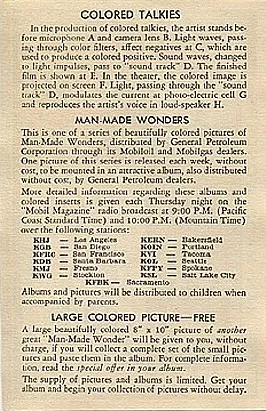 COLORED TALKIES
In the production of colored talkies, the artist stands be-
fore microphone A and camera lens B. Light waves, pass-
ing through color filters, affect negatives at C, which are
used to produce a colored positive. Sound waves, changed
to light impulses, pass to "sound track" D. The finished
film is shown at E. In the theater, the colored image is
projected on screen F. Light, passing through the "sound
track" D, modulates the current at photo-electric cell G
and reproduces the artist's voice in loud-speaker H.
MAN-MADE WONDERS
This is one of a series of beautifully colored pictures of
Man-Made Wonders, distributed by General Petroleum
Corporation through its Mobiloil and Mobilgas dealers.
One picture of this series is released each week, without
cost, to be mounted in an attractive album, also distributed
without cost, by General Petroleum dealers.
More detailed information regarding these albums and
colored inserts is given each Thursday night on the
"Mobil Magazine" radio broadcast at 9:00 P.M. (Pacific
Coast Standard Time) and 10:00 P.M. (Mountain Time)
over the following stations:
KHJ — Los Angeles KERN — Bakersfield
KGB — San Diego KOIN — Portland
KFRC — San Francisco KVI — Tacoma
KDB — Santa Barbara KOL — Seattle
KMJ — Fresno KFPY — Spokane
KWG — Stockton KSL — Salt Lake City
KFBK — Sacramento
Albums and pictures will be distributed to children when
accompanied by parents.
LARGE COLORED PICTURE—FREE
A large beautifully colored 8" x 10" picture of another
great "Man-Made Wonder" will be given to you, without
charge, if you will collect a complete set of the small pic-
tures and paste them in the album. For complete informa-
tion, read the special offer in your album.
The supply of pictures and albums is limited. Get your
album and begin your collection of pictures without delay.